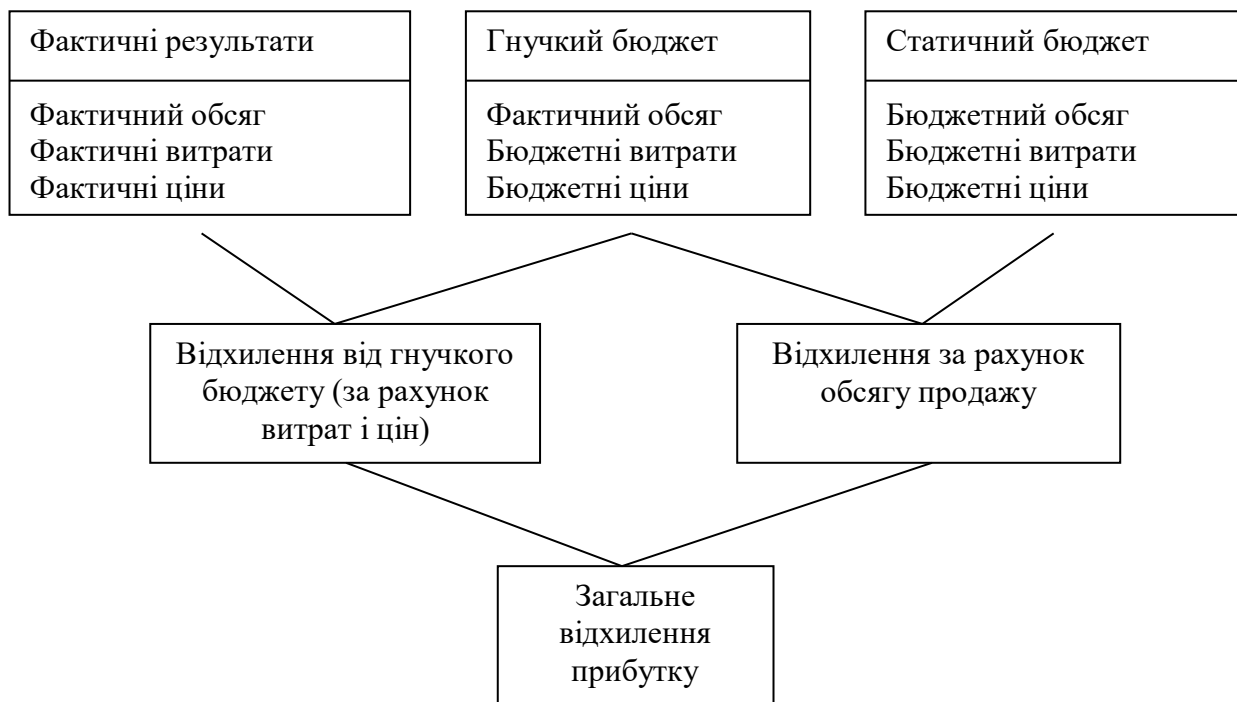 Фактичні результати
Фактичний обсяг
Фактичні витрати
Фактичні ціни
Гнучкий бюджет
Фактичний обсяг
Бюджетні витрати
Бюджетні ціни
Статичний бюджет
Бюджетний обсяг
Бюджетні витрати
Бюджетні ціни
Відхилення від гнучкого
бюджету (за рахунок
витрат і цін)
Відхилення за рахунок
обсягу продажу
Загальне
відхилення
прибутку